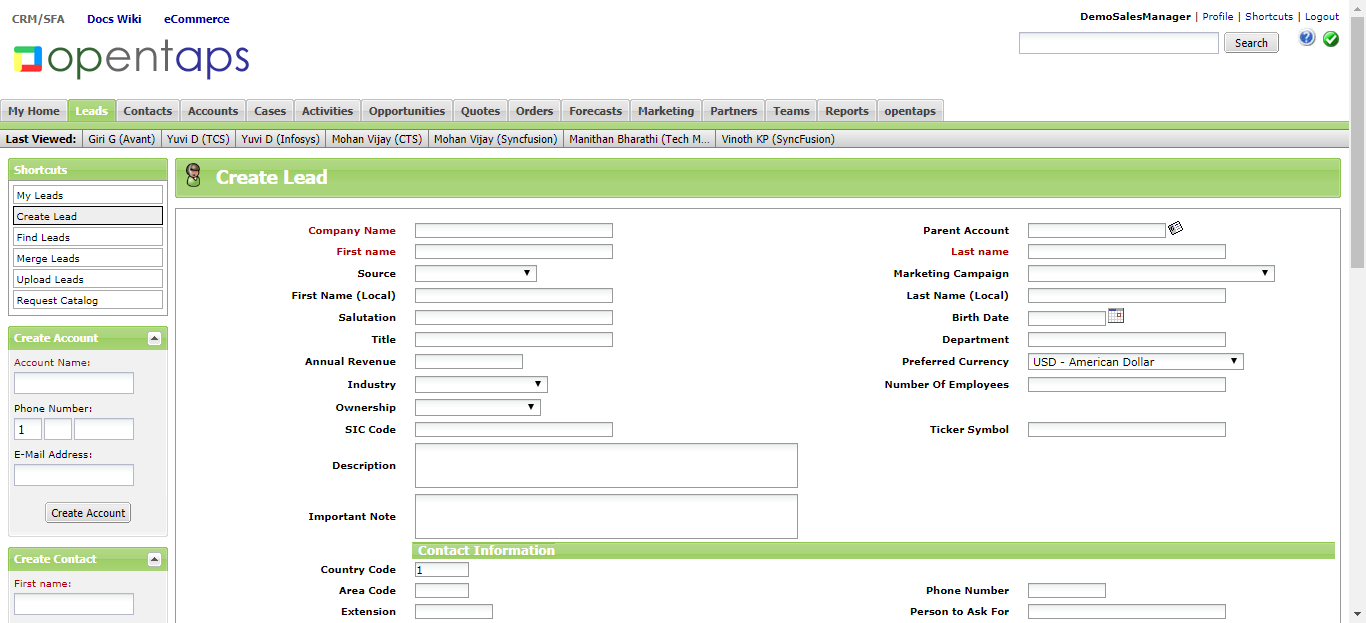 CRM/SFA Docs Wiki eCommerce
DemoSalesManager | Profile | Shortcuts | Logout
opentaps
Search
My Home Leads Contacts Accounts Cases Activities Opportunities Quotes Orders Forecasts Marketing Partners Teams Reports opentaps
Last Viewed: Giri G (Avant) Yuvi D (TCS) Yuvi D (Infosys) Mohan Vijay (CTS) Mohan Vijay (Syncfusion) Manithan Bharathi (Tech M... Vinoth KP (SyncFusion)
Shortcuts
My Leads
Create Lead
Find Leads
Merge Leads
Upload Leads
Request Catalog
Create Account
Account Name:
Phone Number:
1
E-Mail Address:
Create Account
Create Contact
First name:
Create Lead
Company Name Parent Account
First name Last name
Source Marketing Campaign
First Name (Local) Last Name (Local)
Salutation Birth Date
Title Department
Annual Revenue Preferred Currency USD - American Dollar
Industry Number Of Employees
Ownership
SIC Code Ticker Symbol
Description
Important Note
Contact Information
Country Code 1
Area Code Phone Number
Extension Person to Ask For